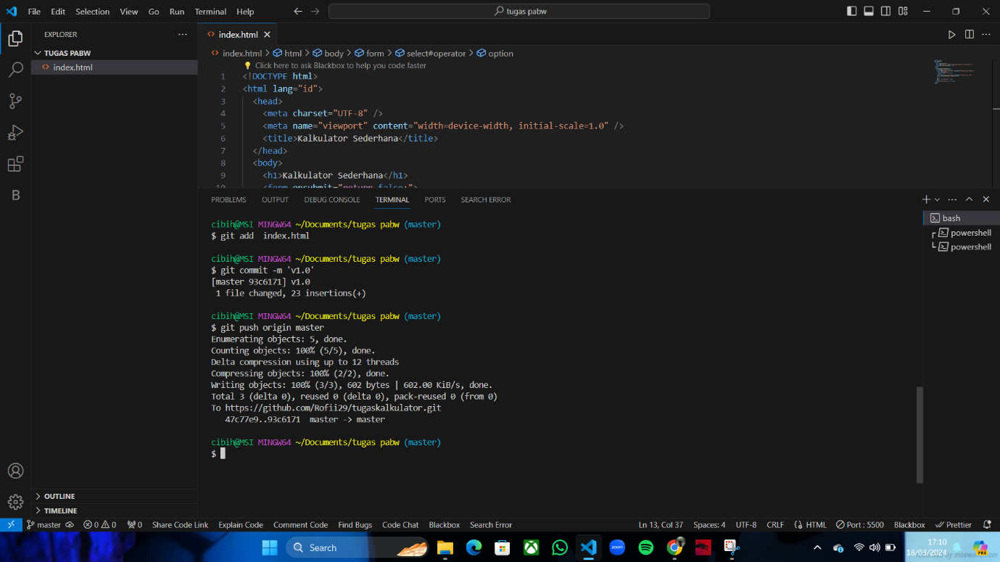 File Edit Selection View Go Run Terminal Help
tugas pabw
EXPLORER
TUGAS PABW
index.html
index.html
index.html > html > body > form > select#operator > option
Click here to ask Blackbox to help you code faster
1 <!DOCTYPE html>
2 <html lang="id">
3 <head>
4 <meta charset="UTF-8" />
5 <meta name="viewport" content="width=device-width, initial-scale=1.0" />
6 <title>Kalkulator Sederhana</title>
7 </head>
8 <body>
9 <h1>Kalkulator Sederhana</h1>
10 <form onsubmit="return false;">
PROBLEMS OUTPUT DEBUG CONSOLE TERMINAL PORTS SEARCH ERROR
bash
powershell
powershell
cibih@MSI MINGW64 ~/Documents/tugas pabw (master)
$ git add  index.html
cibih@MSI MINGW64 ~/Documents/tugas pabw (master)
$ git commit -m 'v1.0'
[master 93c6171] v1.0
1 file changed, 23 insertions(+)
cibih@MSI MINGW64 ~/Documents/tugas pabw (master)
$ git push origin master
Enumerating objects: 5, done.
Counting objects: 100% (5/5), done.
Delta compression using up to 12 threads
Compressing objects: 100% (2/2), done.
Writing objects: 100% (3/3), 602 bytes | 602.00 KiB/s, done.
Total 3 (delta 0), reused 0 (delta 0), pack-reused 0 (from 0)
To https://github.com/Rofii29/tugaskalkulator.git
47c77e9..93c6171  master -> master
cibih@MSI MINGW64 ~/Documents/tugas pabw (master)
$
B
OUTLINE
TIMELINE
master 0 0 0 Share Code Link Explain Code Comment Code Find Bugs Code Chat Blackbox Search Error Ln 13, Col 37 Spaces: 4 UTF-8 CRLF {} HTML Port : 5500 Blackbox Prettier
Search
zoom
17:10
18/03/2024
PRE